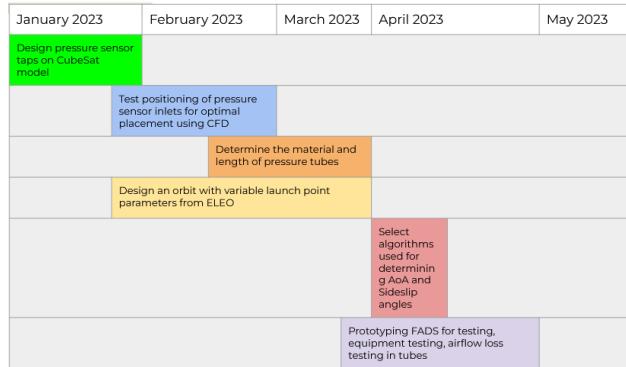 January 2023
February 2023
March 2023
April 2023
May 2023
Design pressure sensor
taps on CubeSat
model
Test positioning of pressure
sensor inlets for optimal
placement using CFD
Determine the material and
length of pressure tubes
Design an orbit with variable launch point
parameters from ELEO
Select
algorithms
used for
determinin
g AoA and
Sideslip
angles
Prototyping FADS for testing,
equipment testing, airflow loss
testing in tubes